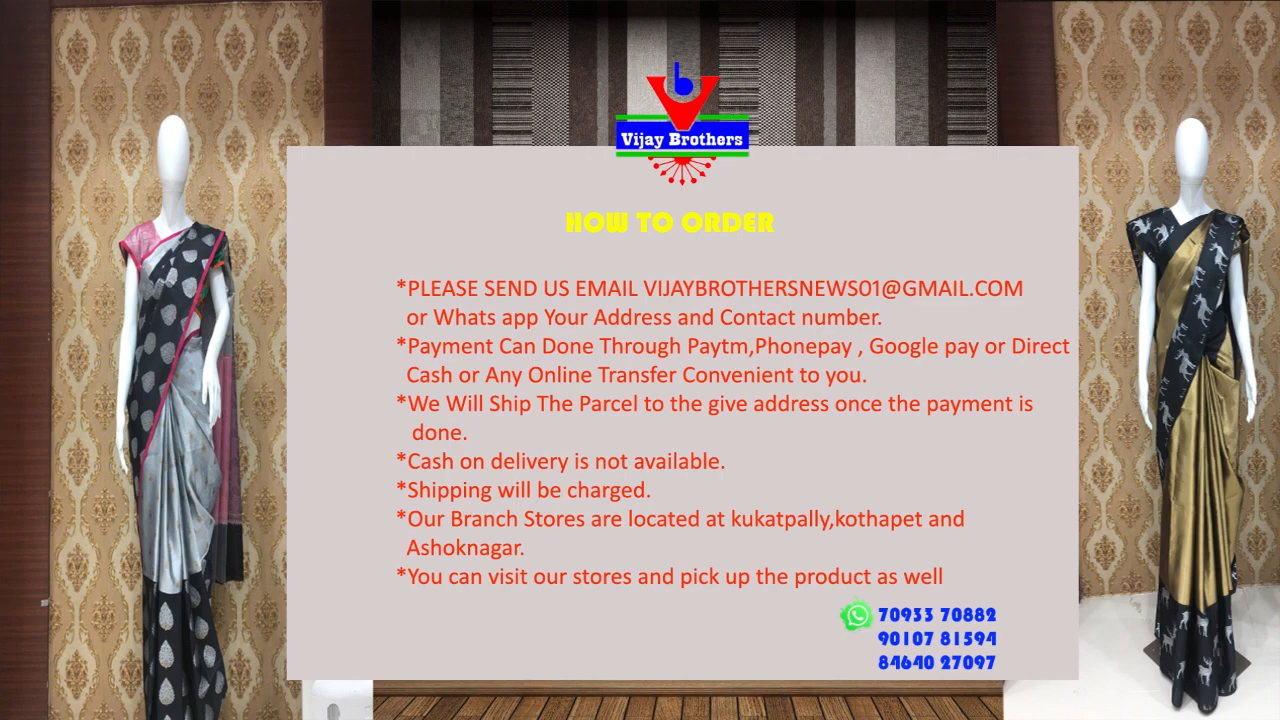 b
V
Vijay Brothers
HOW TO ORDER
*PLEASE SEND US EMAIL VIJAYBROTHERSNEWS01@GMAIL.COM
or Whats app Your Address and Contact number.
*Payment Can Done Through Paytm,Phonepay , Google pay or Direct
Cash or Any Online Transfer Convenient to you.
*We Will Ship The Parcel to the give address once the payment is
done.
*Cash on delivery is not available.
*Shipping will be charged.
*Our Branch Stores are located at kukatpally,kothapet and
Ashoknagar.
*You can visit our stores and pick up the product as well
70933 70882
90107 81594
84640 27097